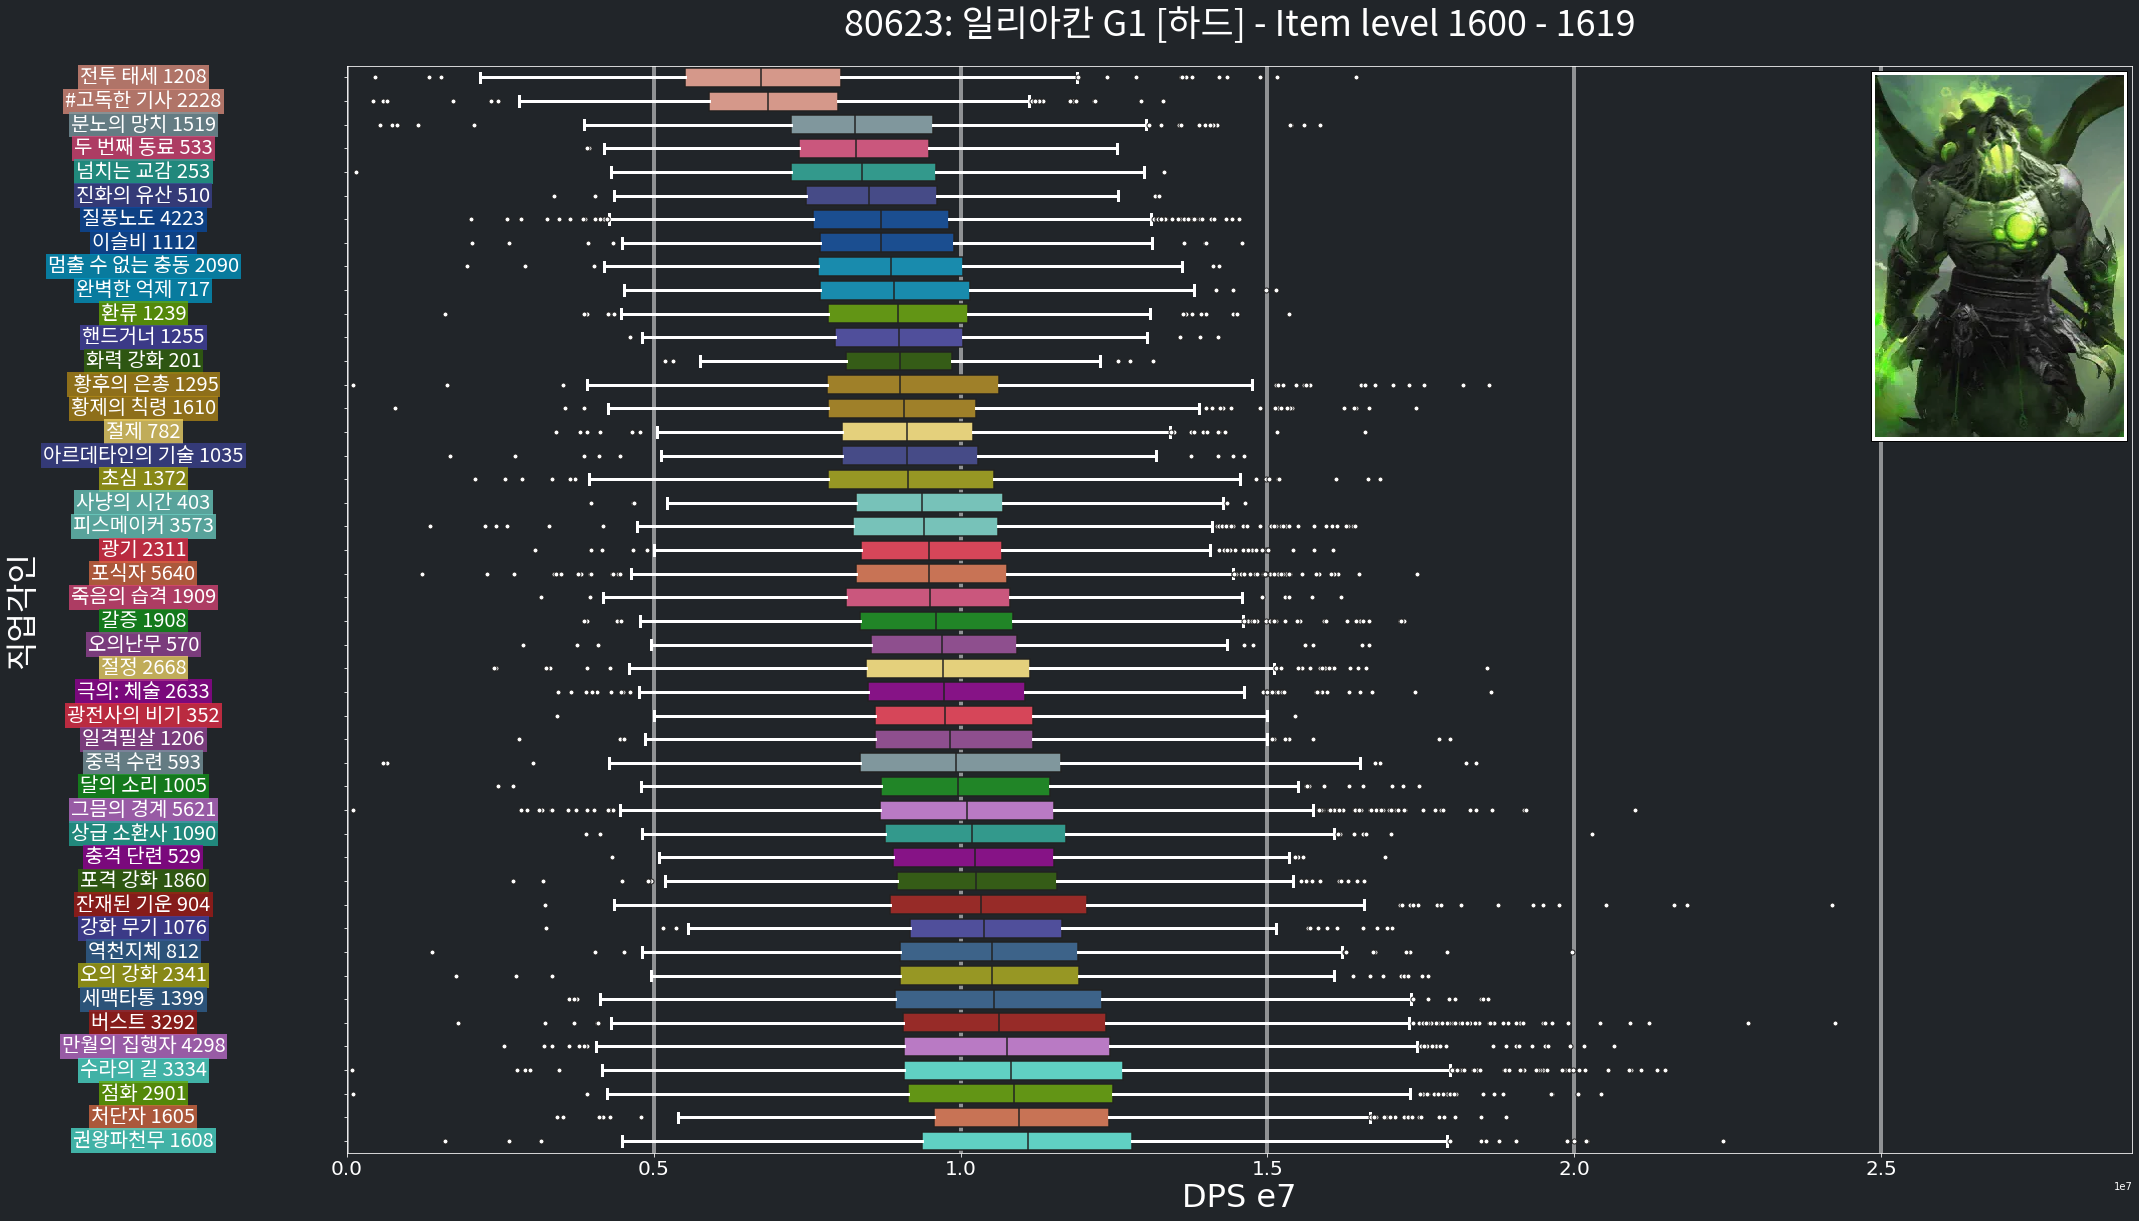 80623: 일리아칸 G1 [하드] - Item level 1600 - 1619
직업각인
전투 태세 1208
#고독한 기사 2228
분노의 망치 1519
두 번째 동료 533
넘치는 교감 253
진화의 유산 510
질풍노도 4223
이슬비 1112
멈출 수 없는 충동 2090
완벽한 억제 717
환류 1239
핸드거너 1255
화력 강화 201
황후의 은총 1295
황제의 칙령 1610
절제 782
아르데타인의 기술 1035
초심 1372
사냥의 시간 403
피스메이커 3573
광기 2311
포식자 5640
죽음의 습격 1909
갈증 1908
오의난무 570
절정 2668
극의: 체술 2633
광전사의 비기 352
일격필살 1206
중력 수련 593
달의 소리 1005
그믐의 경계 5621
상급 소환사 1090
충격 단련 529
포격 강화 1860
잔재된 기운 904
강화 무기 1076
역천지체 812
오의 강화 2341
세맥타통 1399
버스트 3292
만월의 집행자 4298
수라의 길 3334
점화 2901
처단자 1605
권왕파천무 1608
0.0 0.5 1.0 1.5 2.0 2.5
DPS e7
1e7